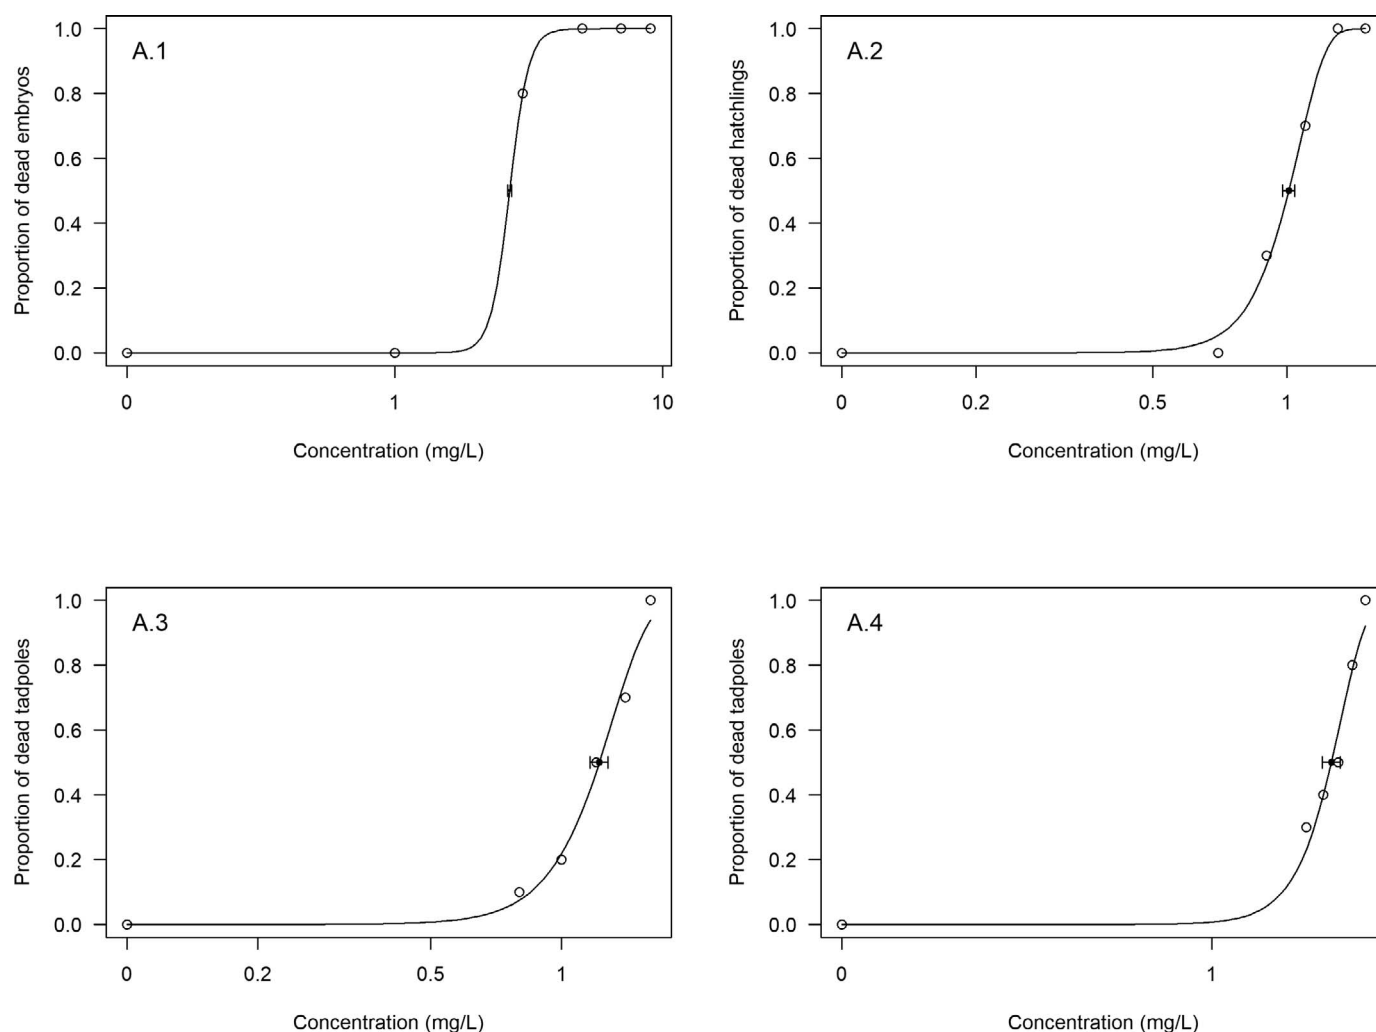 A.1
Proportion of dead embryos
1.0
0.8
0.6
0.4
0.2
0.0
0 1 10
Concentration (mg/L)
A.2
Proportion of dead hatchlings
1.0
0.8
0.6
0.4
0.2
0.0
0 0.2 0.5 1
Concentration (mg/L)
A.3
Proportion of dead tadpoles
1.0
0.8
0.6
0.4
0.2
0.0
0 0.2 0.5 1
Concentration (mg/L)
A.4
Proportion of dead tadpoles
1.0
0.8
0.6
0.4
0.2
0.0
0 1
Concentration (mg/L)